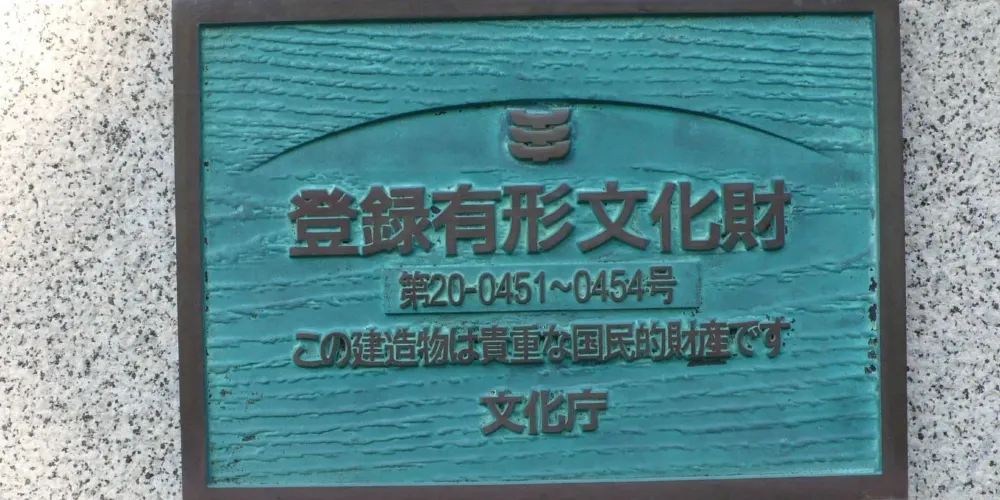 登録有形文化財
第20-0451～0454号
この建造物は貴重な国民的財産です
文化庁